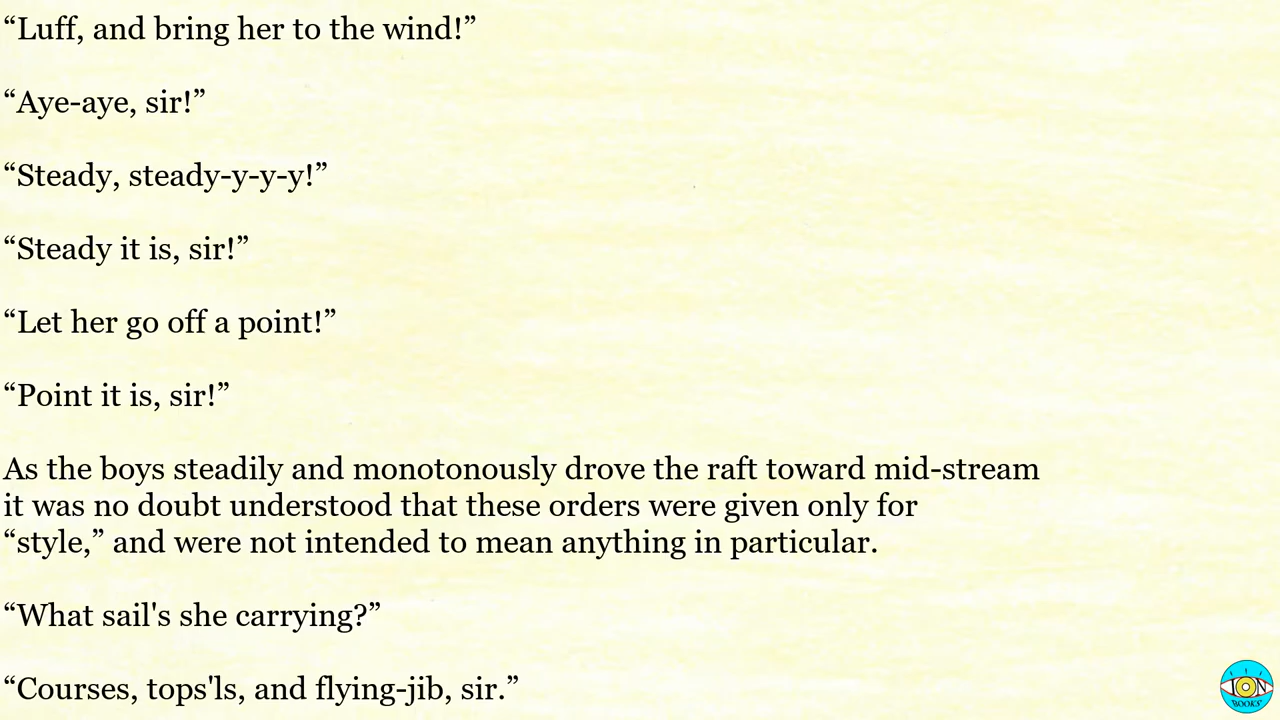 “Luff, and bring her to the wind!”
“Aye-aye, sir!”
“Steady, steady-y-y-y!”
“Steady it is, sir!”
“Let her go off a point!”
“Point it is, sir!”
As the boys steadily and monotonously drove the raft toward mid-stream
it was no doubt understood that these orders were given only for
“style,” and were not intended to mean anything in particular.
“What sail's she carrying?”
“Courses, tops'ls, and flying-jib, sir.”
ION
BOOKS